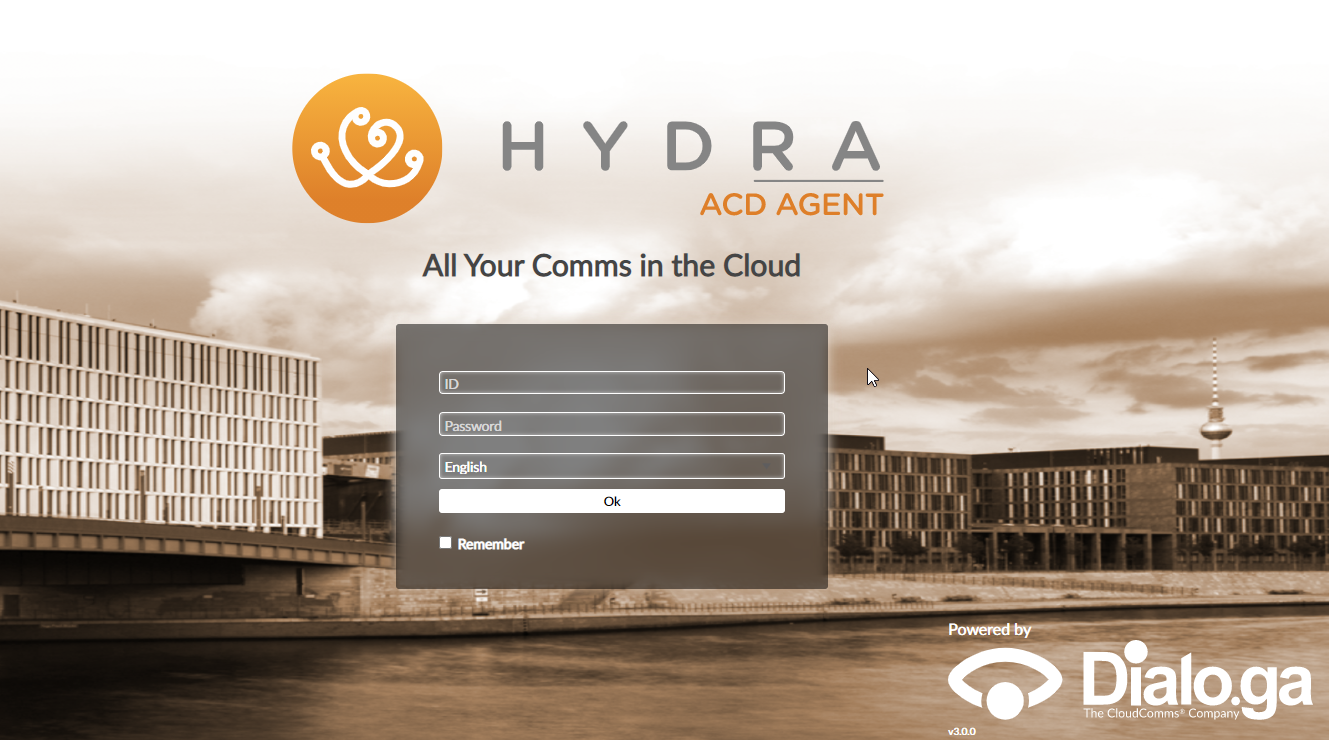 HYDRA
ACD AGENT
All Your Comms in the Cloud
ID
Password
English
Ok
Remember
Powered by
Dialo.ga
The CloudComms® Company
v3.0.0